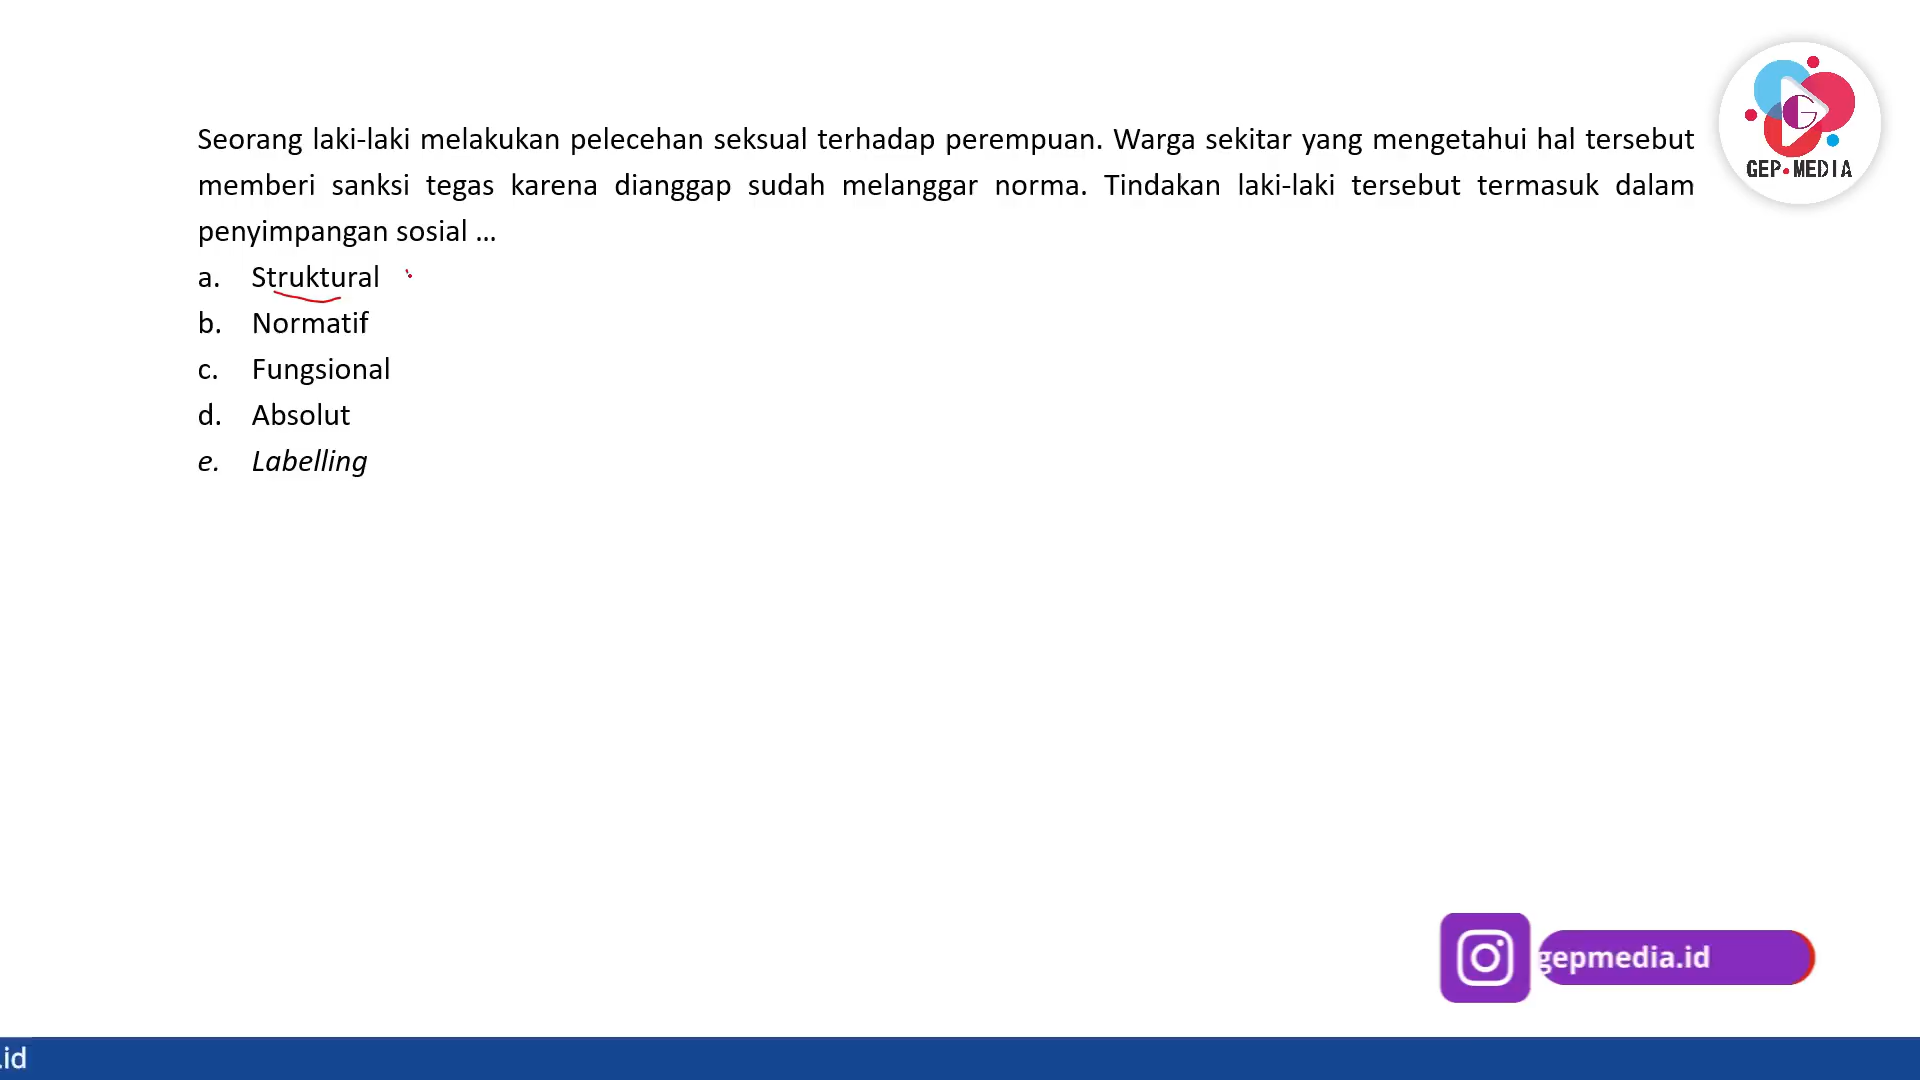 Seorang laki-laki melakukan pelecehan seksual terhadap perempuan. Warga sekitar yang mengetahui hal tersebut
memberi sanksi tegas karena dianggap sudah melanggar norma. Tindakan laki-laki tersebut termasuk dalam
penyimpangan sosial ...
a. Struktural
b. Normatif
c. Fungsional
d. Absolut
e. Labelling
G
GEP•MEDIA
gepmedia.id
.id